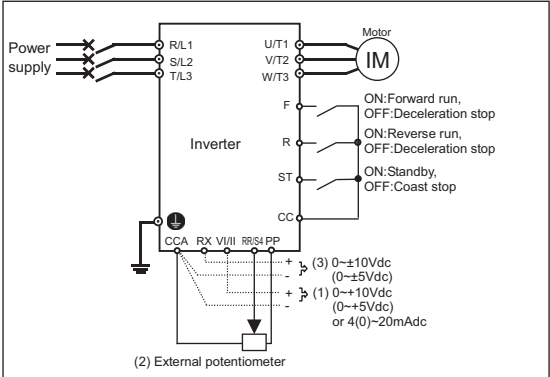 Power
supply
R/L1
S/L2
T/L3
U/T1
V/T2
W/T3
Motor
IM
Inverter
F
ON:Forward run,
OFF:Deceleration stop
R
ON:Reverse run,
OFF:Deceleration stop
ST
ON:Standby,
OFF:Coast stop
CC
CCA RX VI/II RR/S4 PP
+
-
(3) 0~±10Vdc
(0~±5Vdc)
+
-
(1) 0~+10Vdc
(0~+5Vdc)
or 4(0)~20mAdc
(2) External potentiometer